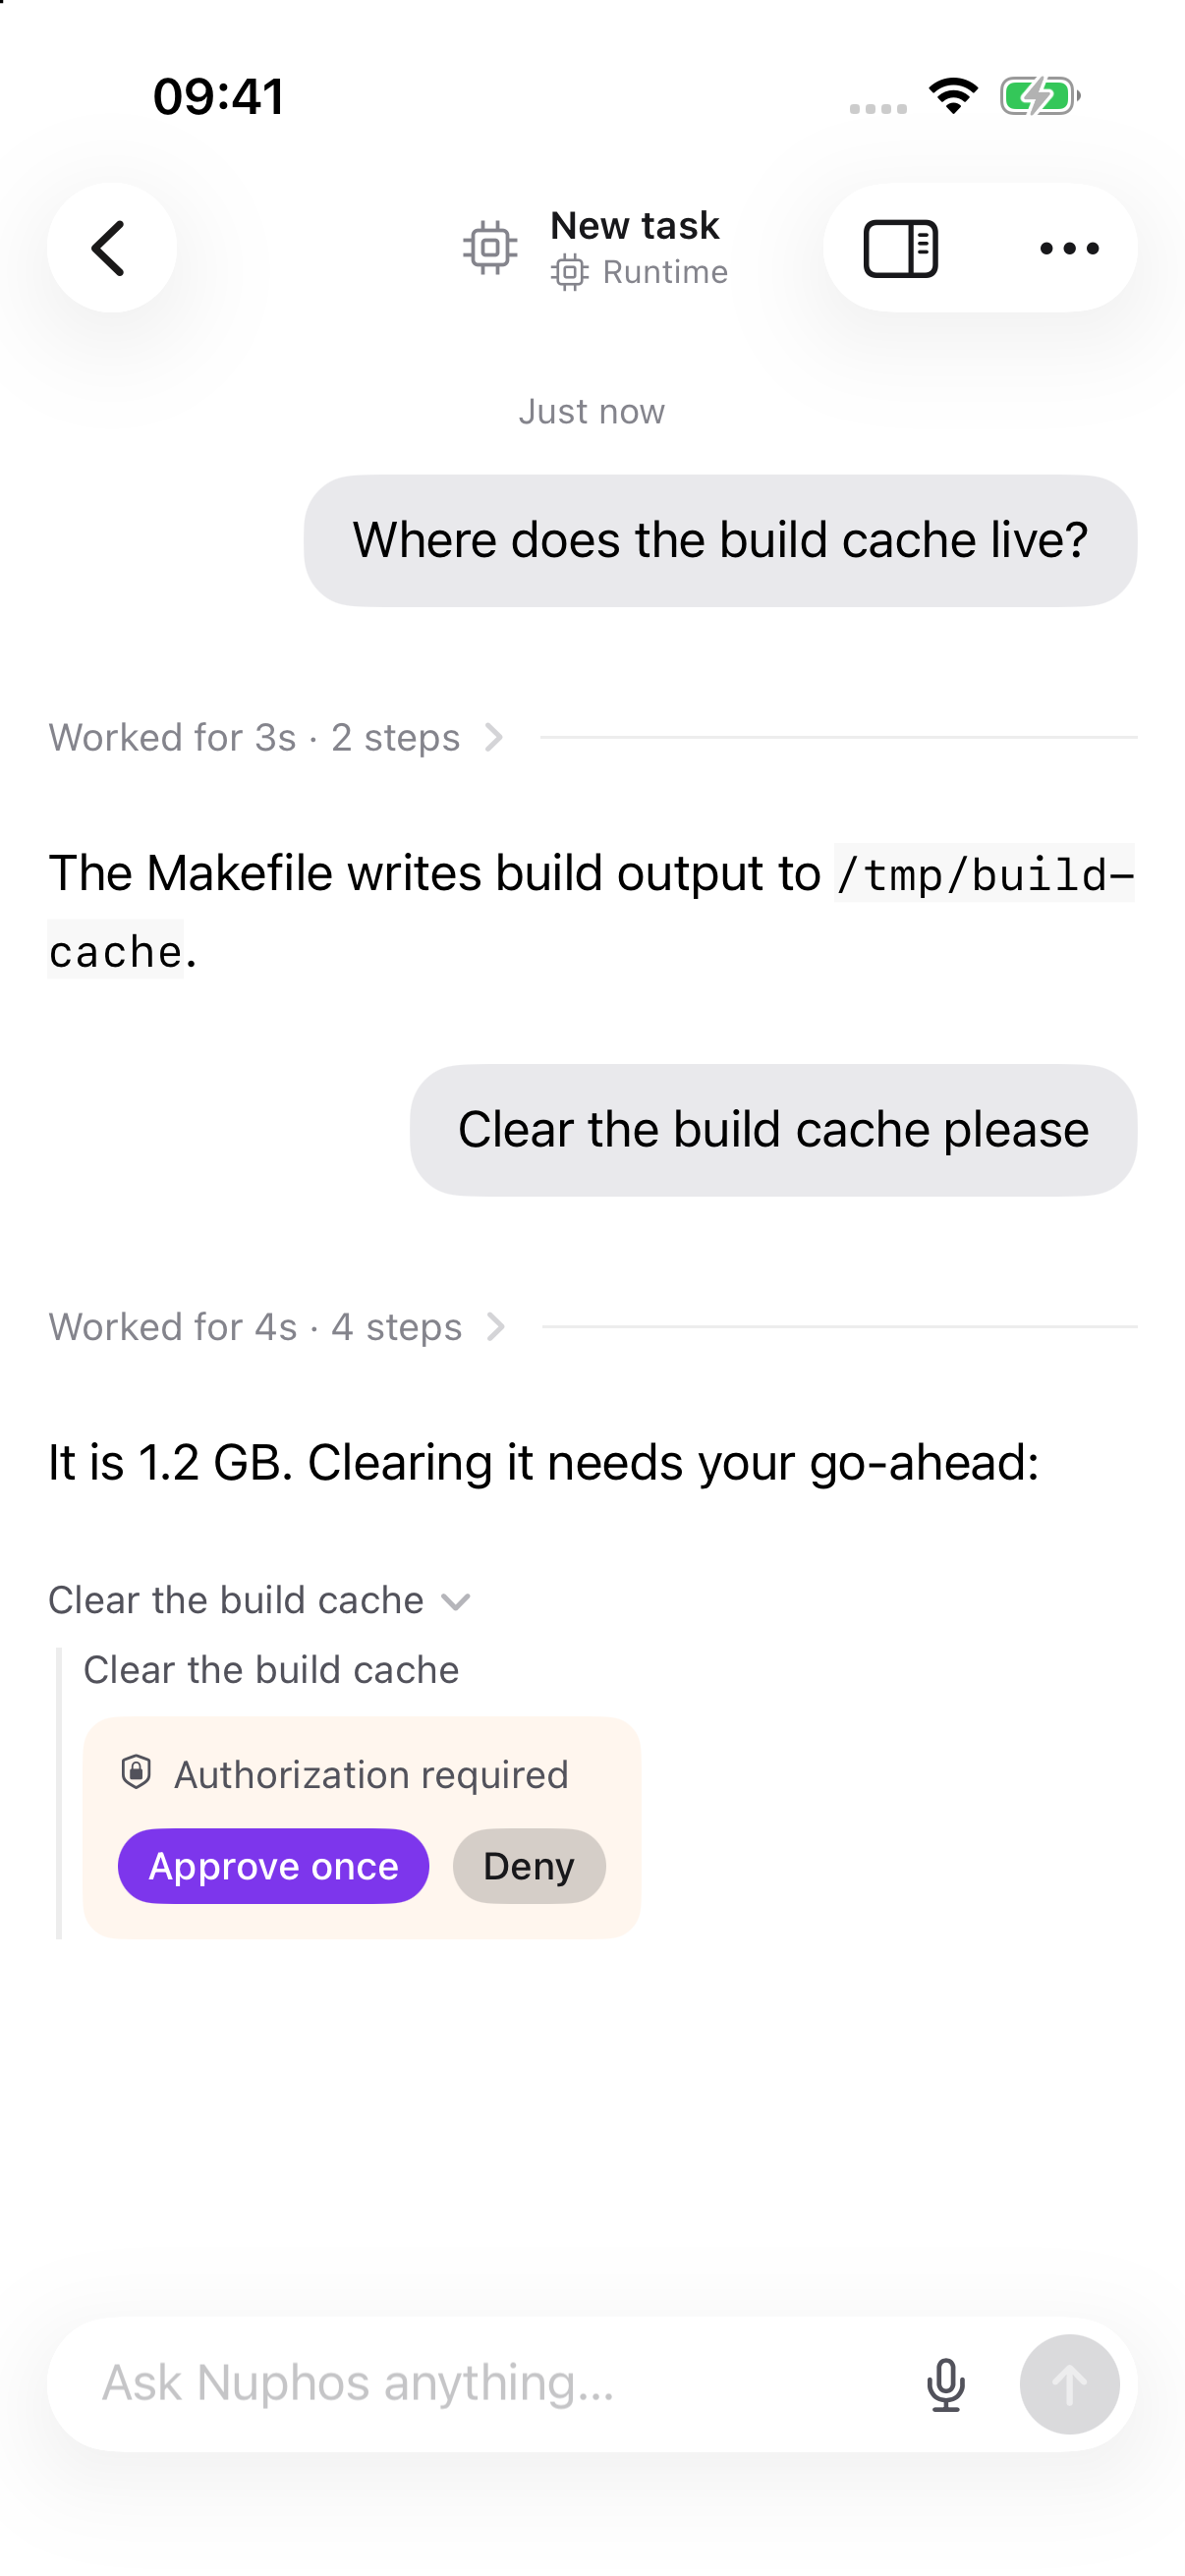 09:41
New task
Runtime
Just now
Where does the build cache live?
Worked for 3s · 2 steps
The Makefile writes build output to /tmp/build-
cache.
Clear the build cache please
Worked for 4s · 4 steps
It is 1.2 GB. Clearing it needs your go-ahead:
Clear the build cache
Clear the build cache
Authorization required
Approve once
Deny
Ask Nuphos anything...